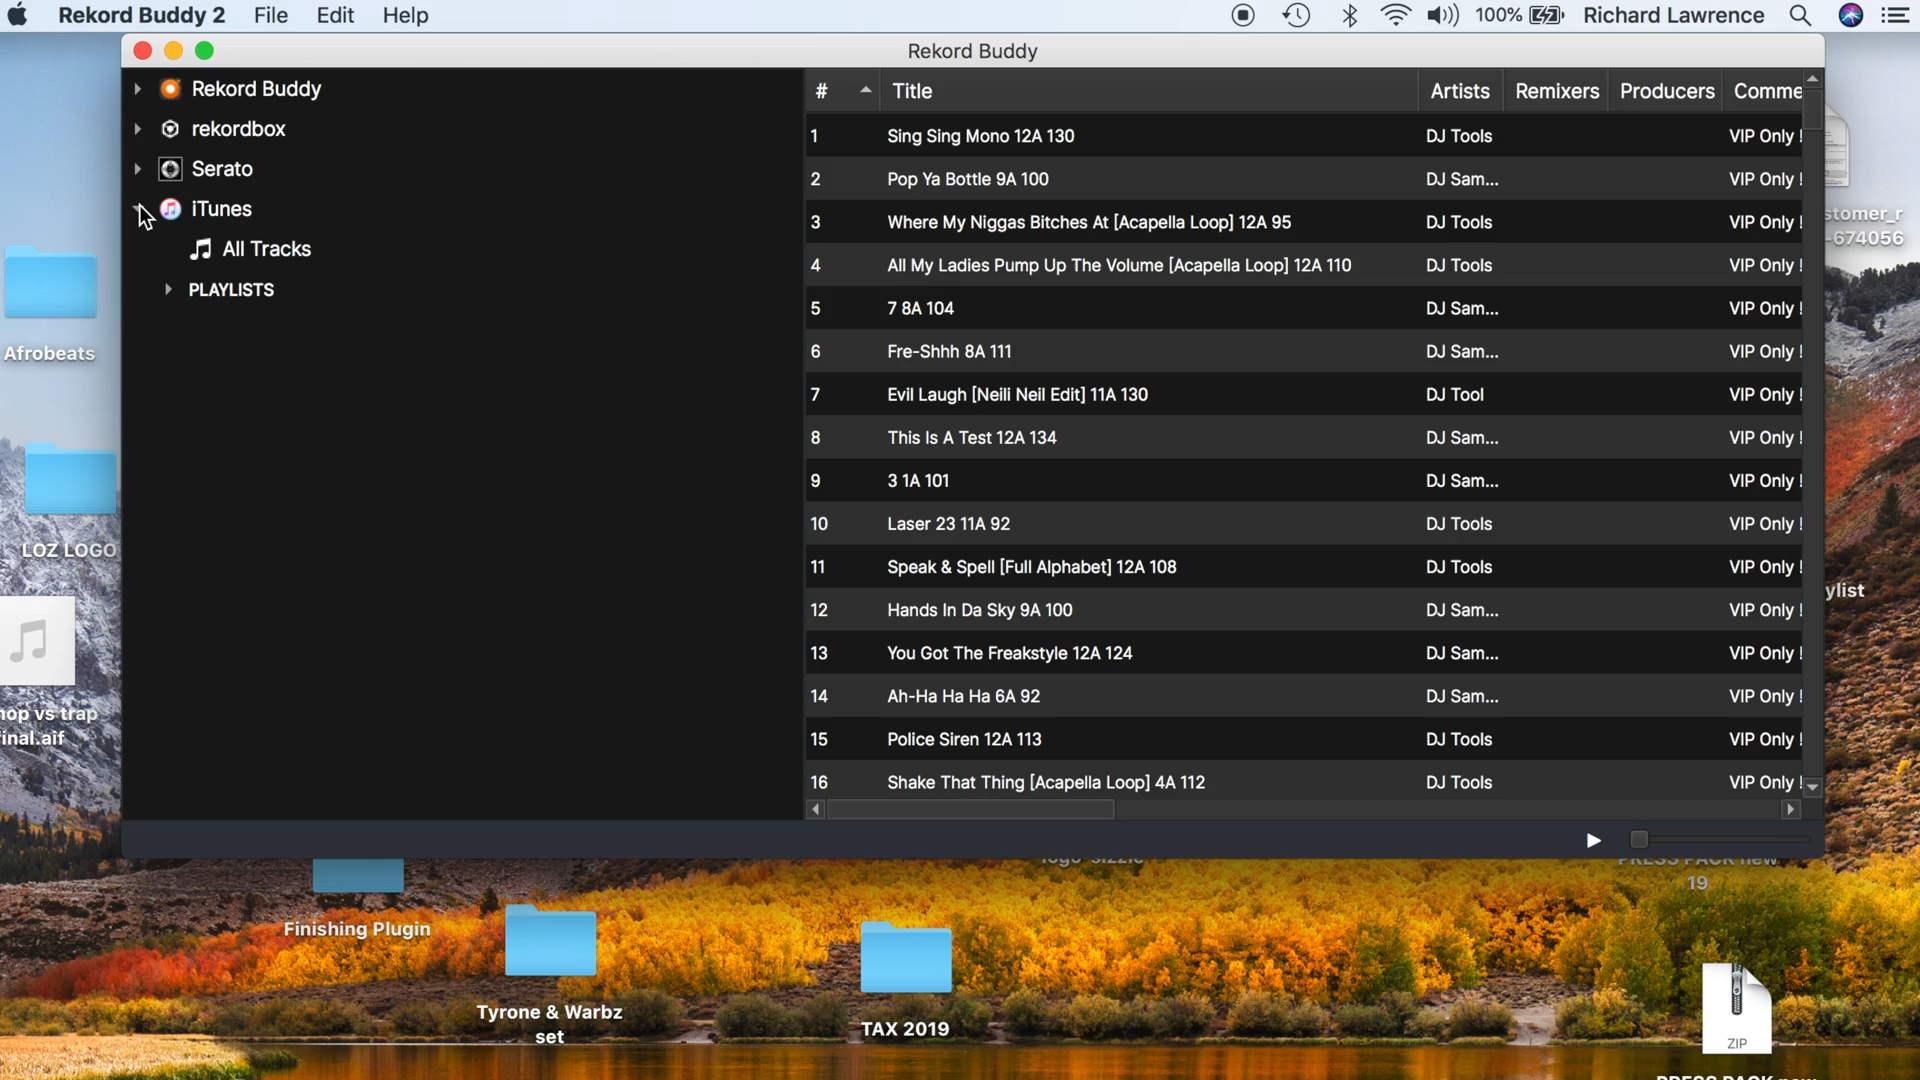 Rekord Buddy 2 File Edit Help 100% Richard Lawrence
Rekord Buddy
Rekord Buddy
rekordbox
Serato
iTunes
All Tracks
PLAYLISTS
# Title Artists Remixers Producers Comme
1 Sing Sing Mono 12A 130 DJ Tools VIP Only !
2 Pop Ya Bottle 9A 100 DJ Sam... VIP Only !
3 Where My Niggas Bitches At [Acapella Loop] 12A 95 DJ Tools VIP Only !
4 All My Ladies Pump Up The Volume [Acapella Loop] 12A 110 DJ Tools VIP Only !
5 7 8A 104 DJ Sam... VIP Only !
6 Fre-Shhh 8A 111 DJ Sam... VIP Only !
7 Evil Laugh [Neili Neil Edit] 11A 130 DJ Tool VIP Only !
8 This Is A Test 12A 134 DJ Sam... VIP Only !
9 3 1A 101 DJ Sam... VIP Only !
10 Laser 23 11A 92 DJ Tools VIP Only !
11 Speak & Spell [Full Alphabet] 12A 108 DJ Tools VIP Only !
12 Hands In Da Sky 9A 100 DJ Sam... VIP Only !
13 You Got The Freakstyle 12A 124 DJ Sam... VIP Only !
14 Ah-Ha Ha Ha 6A 92 DJ Sam... VIP Only !
15 Police Siren 12A 113 DJ Tools VIP Only !
16 Shake That Thing [Acapella Loop] 4A 112 DJ Tools VIP Only !
Afrobeats
LOZ LOGO
hop vs trap
inal.aif
stomer_r
-674056
ylist
Finishing Plugin
Tyrone & Warbz
set
TAX 2019
PRESS PACK new
19
ZIP